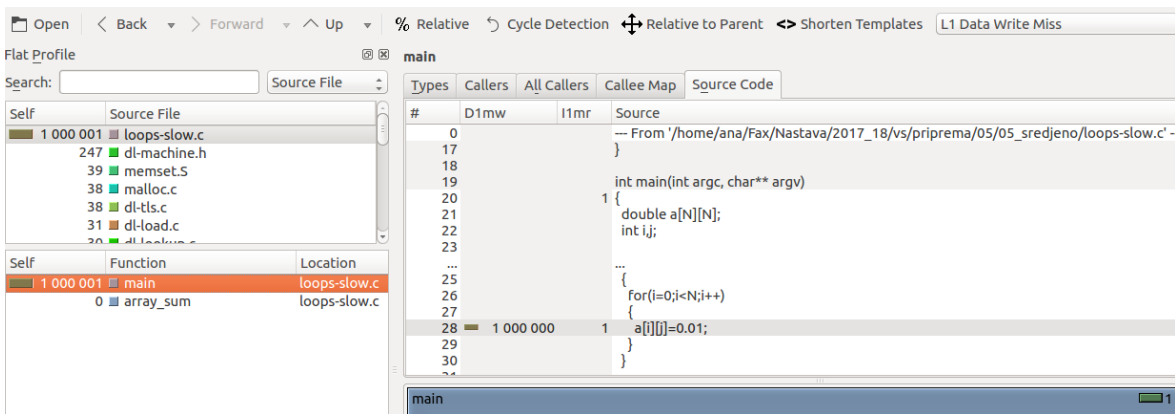 Open Back Forward Up % Relative Cycle Detection Relative to Parent <> Shorten Templates L1 Data Write Miss
Flat Profile
Search: Source File
Self Source File
1 000 001 loops-slow.c
247 dl-machine.h
39 memset.S
38 malloc.c
38 dl-tls.c
31 dl-load.c
Self Function Location
1 000 001 main loops-slow.c
0 array_sum loops-slow.c
main
Types Callers All Callers Callee Map Source Code
# D1mw I1mr Source
0 --- From '/home/ana/Fax/Nastava/2017_18/vs/priprema/05/05_sredjeno/loops-slow.c' -
17 }
18
19 int main(int argc, char** argv)
20 1 {
21 double a[N][N];
22 int i,j;
23
... ...
25 {
26 for(i=0;i<N;i++)
27 {
28 1 000 000 1 a[i][j]=0.01;
29 }
30 }
main 1